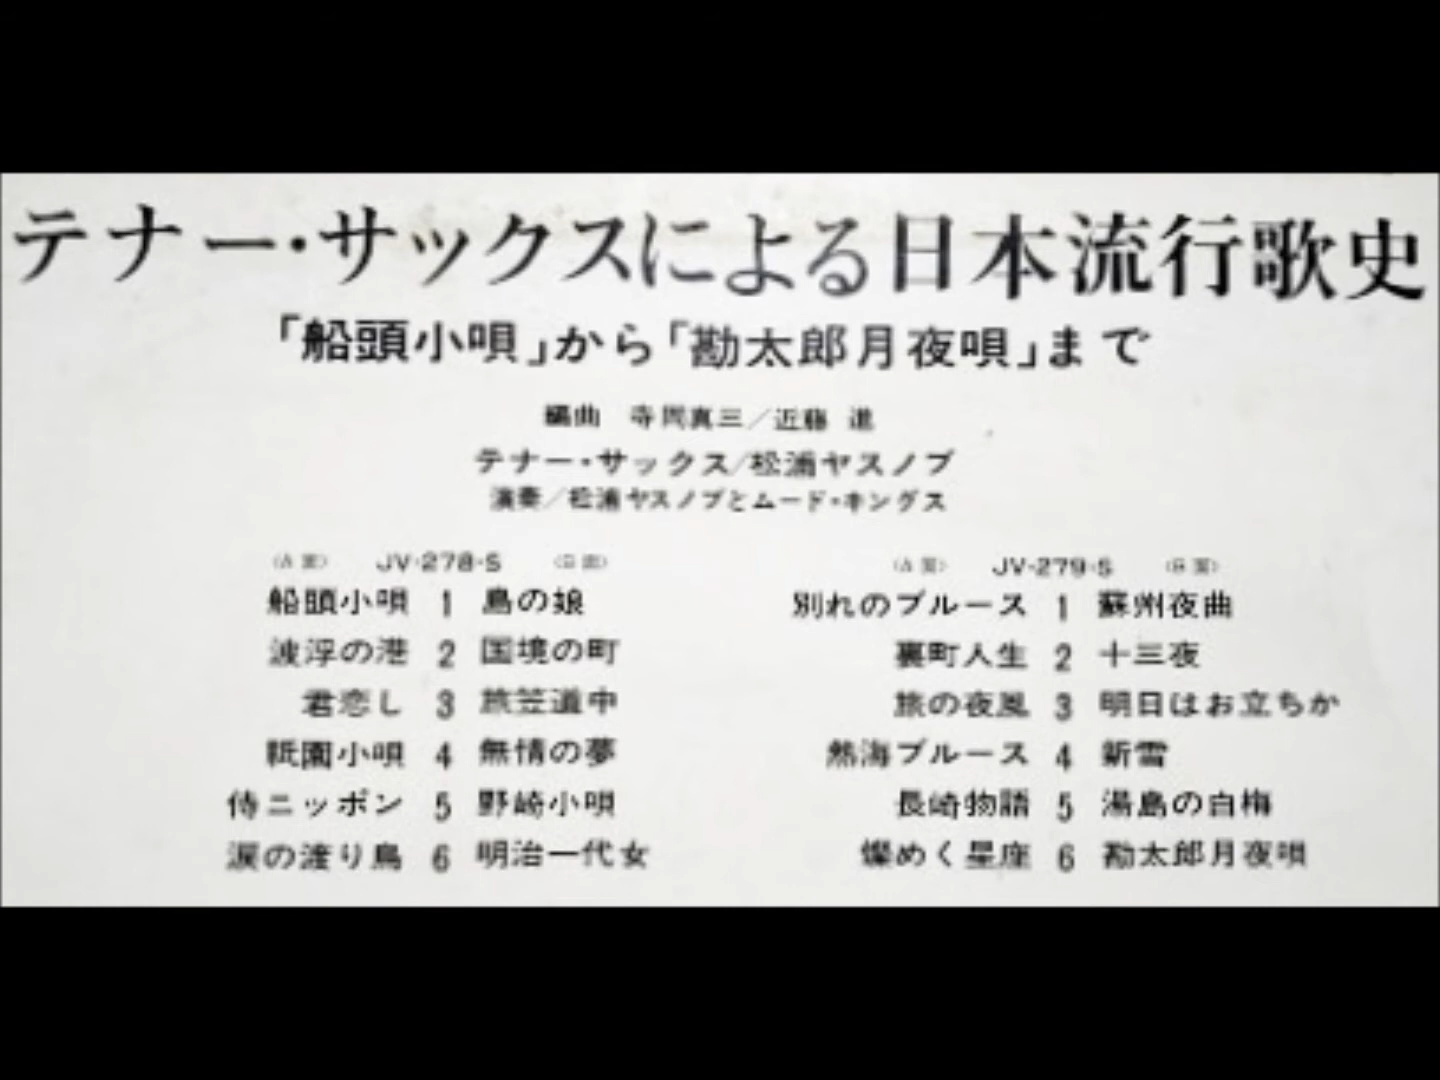 テナー・サックスによる日本流行歌史
「船頭小唄」から「勘太郎月夜唄」まで
編曲 寺岡真三／近藤 進
テナー・サックス／松浦ヤスノブ
演奏／松浦ヤスノブとムード・キングス
〈A面〉 JV-278-S 〈B面〉
船頭小唄 1 島の娘
波浮の港 2 国境の町
君恋し 3 旅笠道中
祇園小唄 4 無情の夢
侍ニッポン 5 野崎小唄
涙の渡り鳥 6 明治一代女
〈A面〉 JV-279-S 〈B面〉
別れのブルース 1 蘇州夜曲
裏町人生 2 十三夜
旅の夜風 3 明日はお立ちか
熱海ブルース 4 新雪
長崎物語 5 湯島の白梅
燦めく星座 6 勘太郎月夜唄